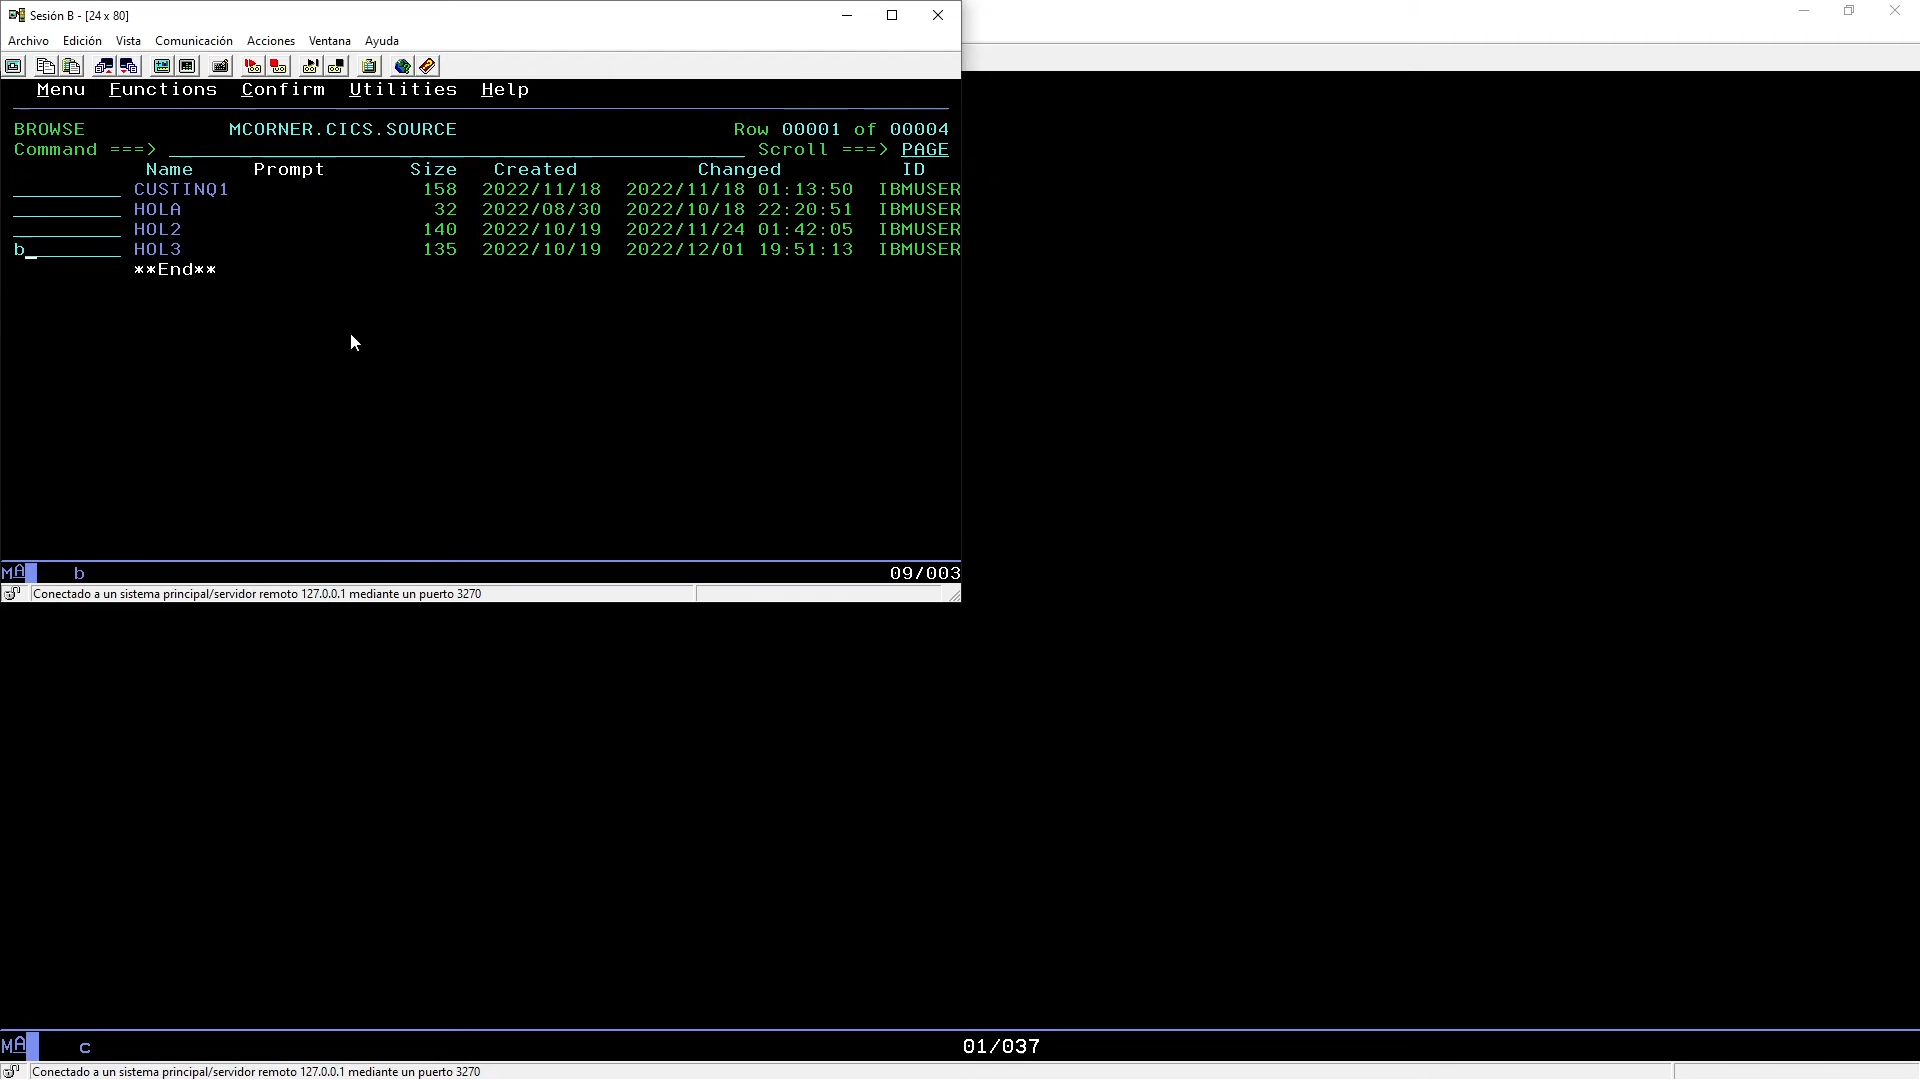 Sesión B - [24 x 80]
Archivo Edición Vista Comunicación Acciones Ventana Ayuda
Menu Functions Confirm Utilities Help
BROWSE MCORNER.CICS.SOURCE Row 00001 of 00004
Command ===> Scroll ===> PAGE
Name Prompt Size Created Changed ID
CUSTINQ1 158 2022/11/18 2022/11/18 01:13:50 IBMUSER
HOLA 32 2022/08/30 2022/10/18 22:20:51 IBMUSER
HOL2 140 2022/10/19 2022/11/24 01:42:05 IBMUSER
b HOL3 135 2022/10/19 2022/12/01 19:51:13 IBMUSER
**End**
MA b 09/003
Conectado a un sistema principal/servidor remoto 127.0.0.1 mediante un puerto 3270
MA c 01/037
Conectado a un sistema principal/servidor remoto 127.0.0.1 mediante un puerto 3270